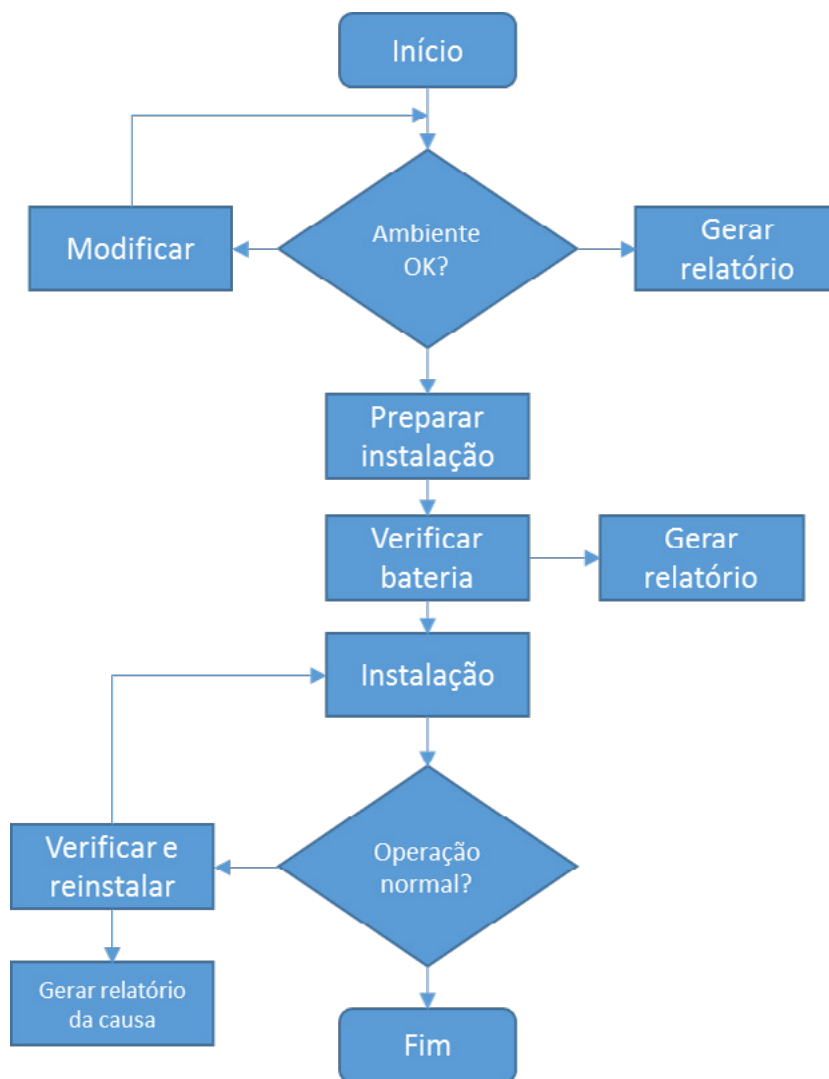 Início
Modificar
Ambiente
OK?
Gerar
relatório
Preparar
instalação
Verificar
bateria
Gerar
relatório
Instalação
Verificar e
reinstalar
Operação
normal?
Gerar relatório
da causa
Fim